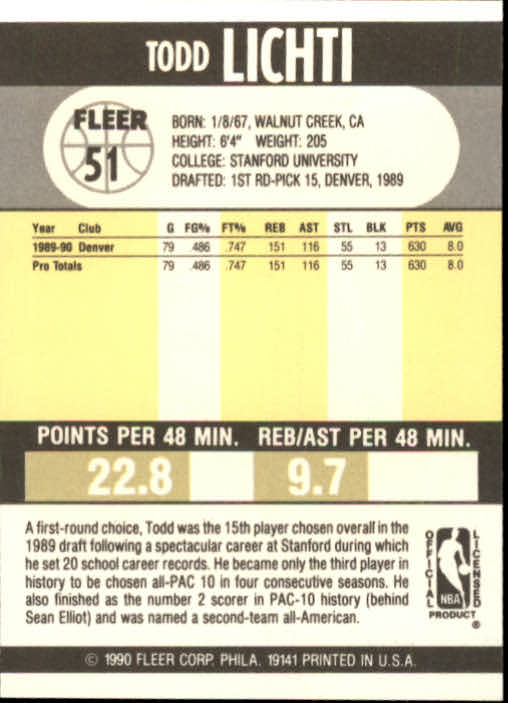 TODD LICHTI
FLEER
51
BORN: 1/8/67, WALNUT CREEK, CA
HEIGHT: 6'4" WEIGHT: 205
COLLEGE: STANFORD UNIVERSITY
DRAFTED: 1ST RD-PICK 15, DENVER, 1989
Year Club G FG% FT% REB AST STL BLK PTS AVG
1989-90 Denver 79 .486 .747 151 116 55 13 630 8.0
Pro Totals 79 .486 .747 151 116 55 13 630 8.0
POINTS PER 48 MIN. REB/AST PER 48 MIN.
22.8 9.7
A first-round choice, Todd was the 15th player chosen overall in the
1989 draft following a spectacular career at Stanford during which
he set 20 school career records. He became only the third player in
history to be chosen all-PAC 10 in four consecutive seasons. He
also finished as the number 2 scorer in PAC-10 history (behind
Sean Elliot) and was named a second-team all-American.
OFFICIAL
LICENSED
NBA
PRODUCT ®
© 1990 FLEER CORP. PHILA. 19141 PRINTED IN U.S.A.